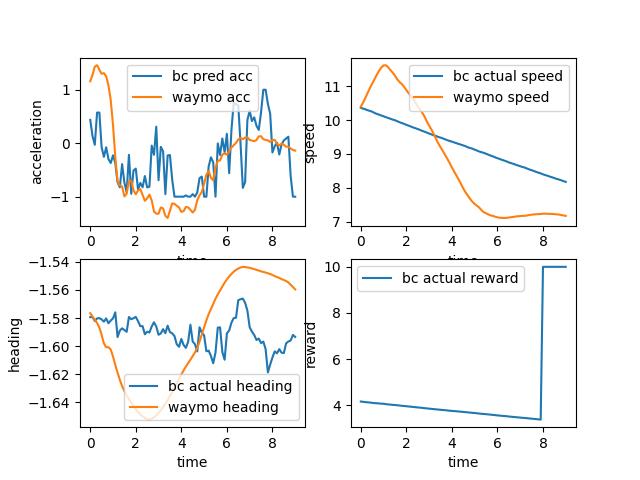 bc pred acc
waymo acc
acceleration
1
0
−1
0
2
4
6
8
time
bc actual speed
waymo speed
speed
11
10
9
8
7
0
2
4
6
8
time
bc actual heading
waymo heading
heading
−1.54
−1.56
−1.58
−1.60
−1.62
−1.64
0
2
4
6
8
time
bc actual reward
reward
10
8
6
4
0
2
4
6
8
time